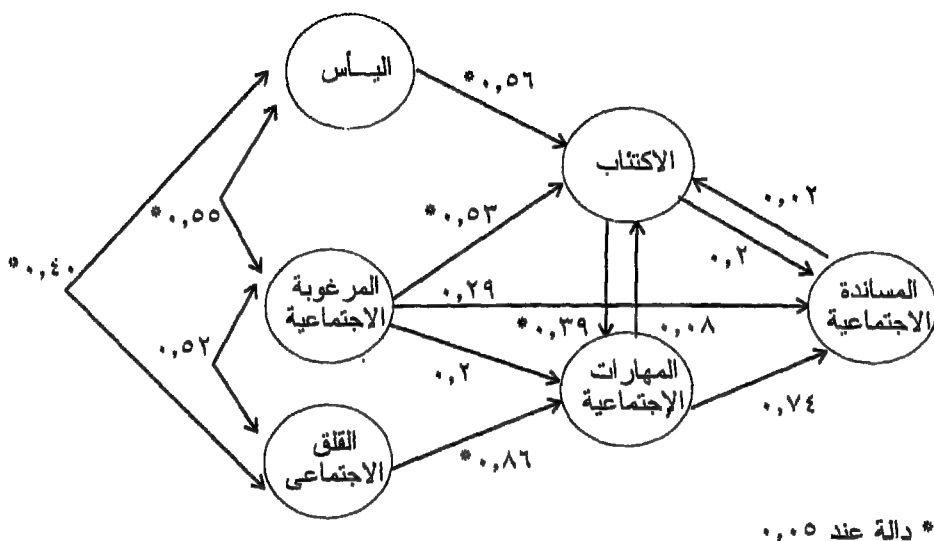 اليـأس
*٠,٥٦
الاكتئاب
*٠,٥٥
*٠,٥٣
٠,٠٢
٠,٢
*٠,٤٠
المرغوبة
الاجتماعية
٠,٢٩
المساندة
الاجتماعية
٠,٥٢
*٠,٣٩
٠,٠٨
٠,٢
المهارات
الإجتماعية
٠,٧٤
القلق
الاجتماعى
*٠,٨٦
* دالة عند ٠,٠٥